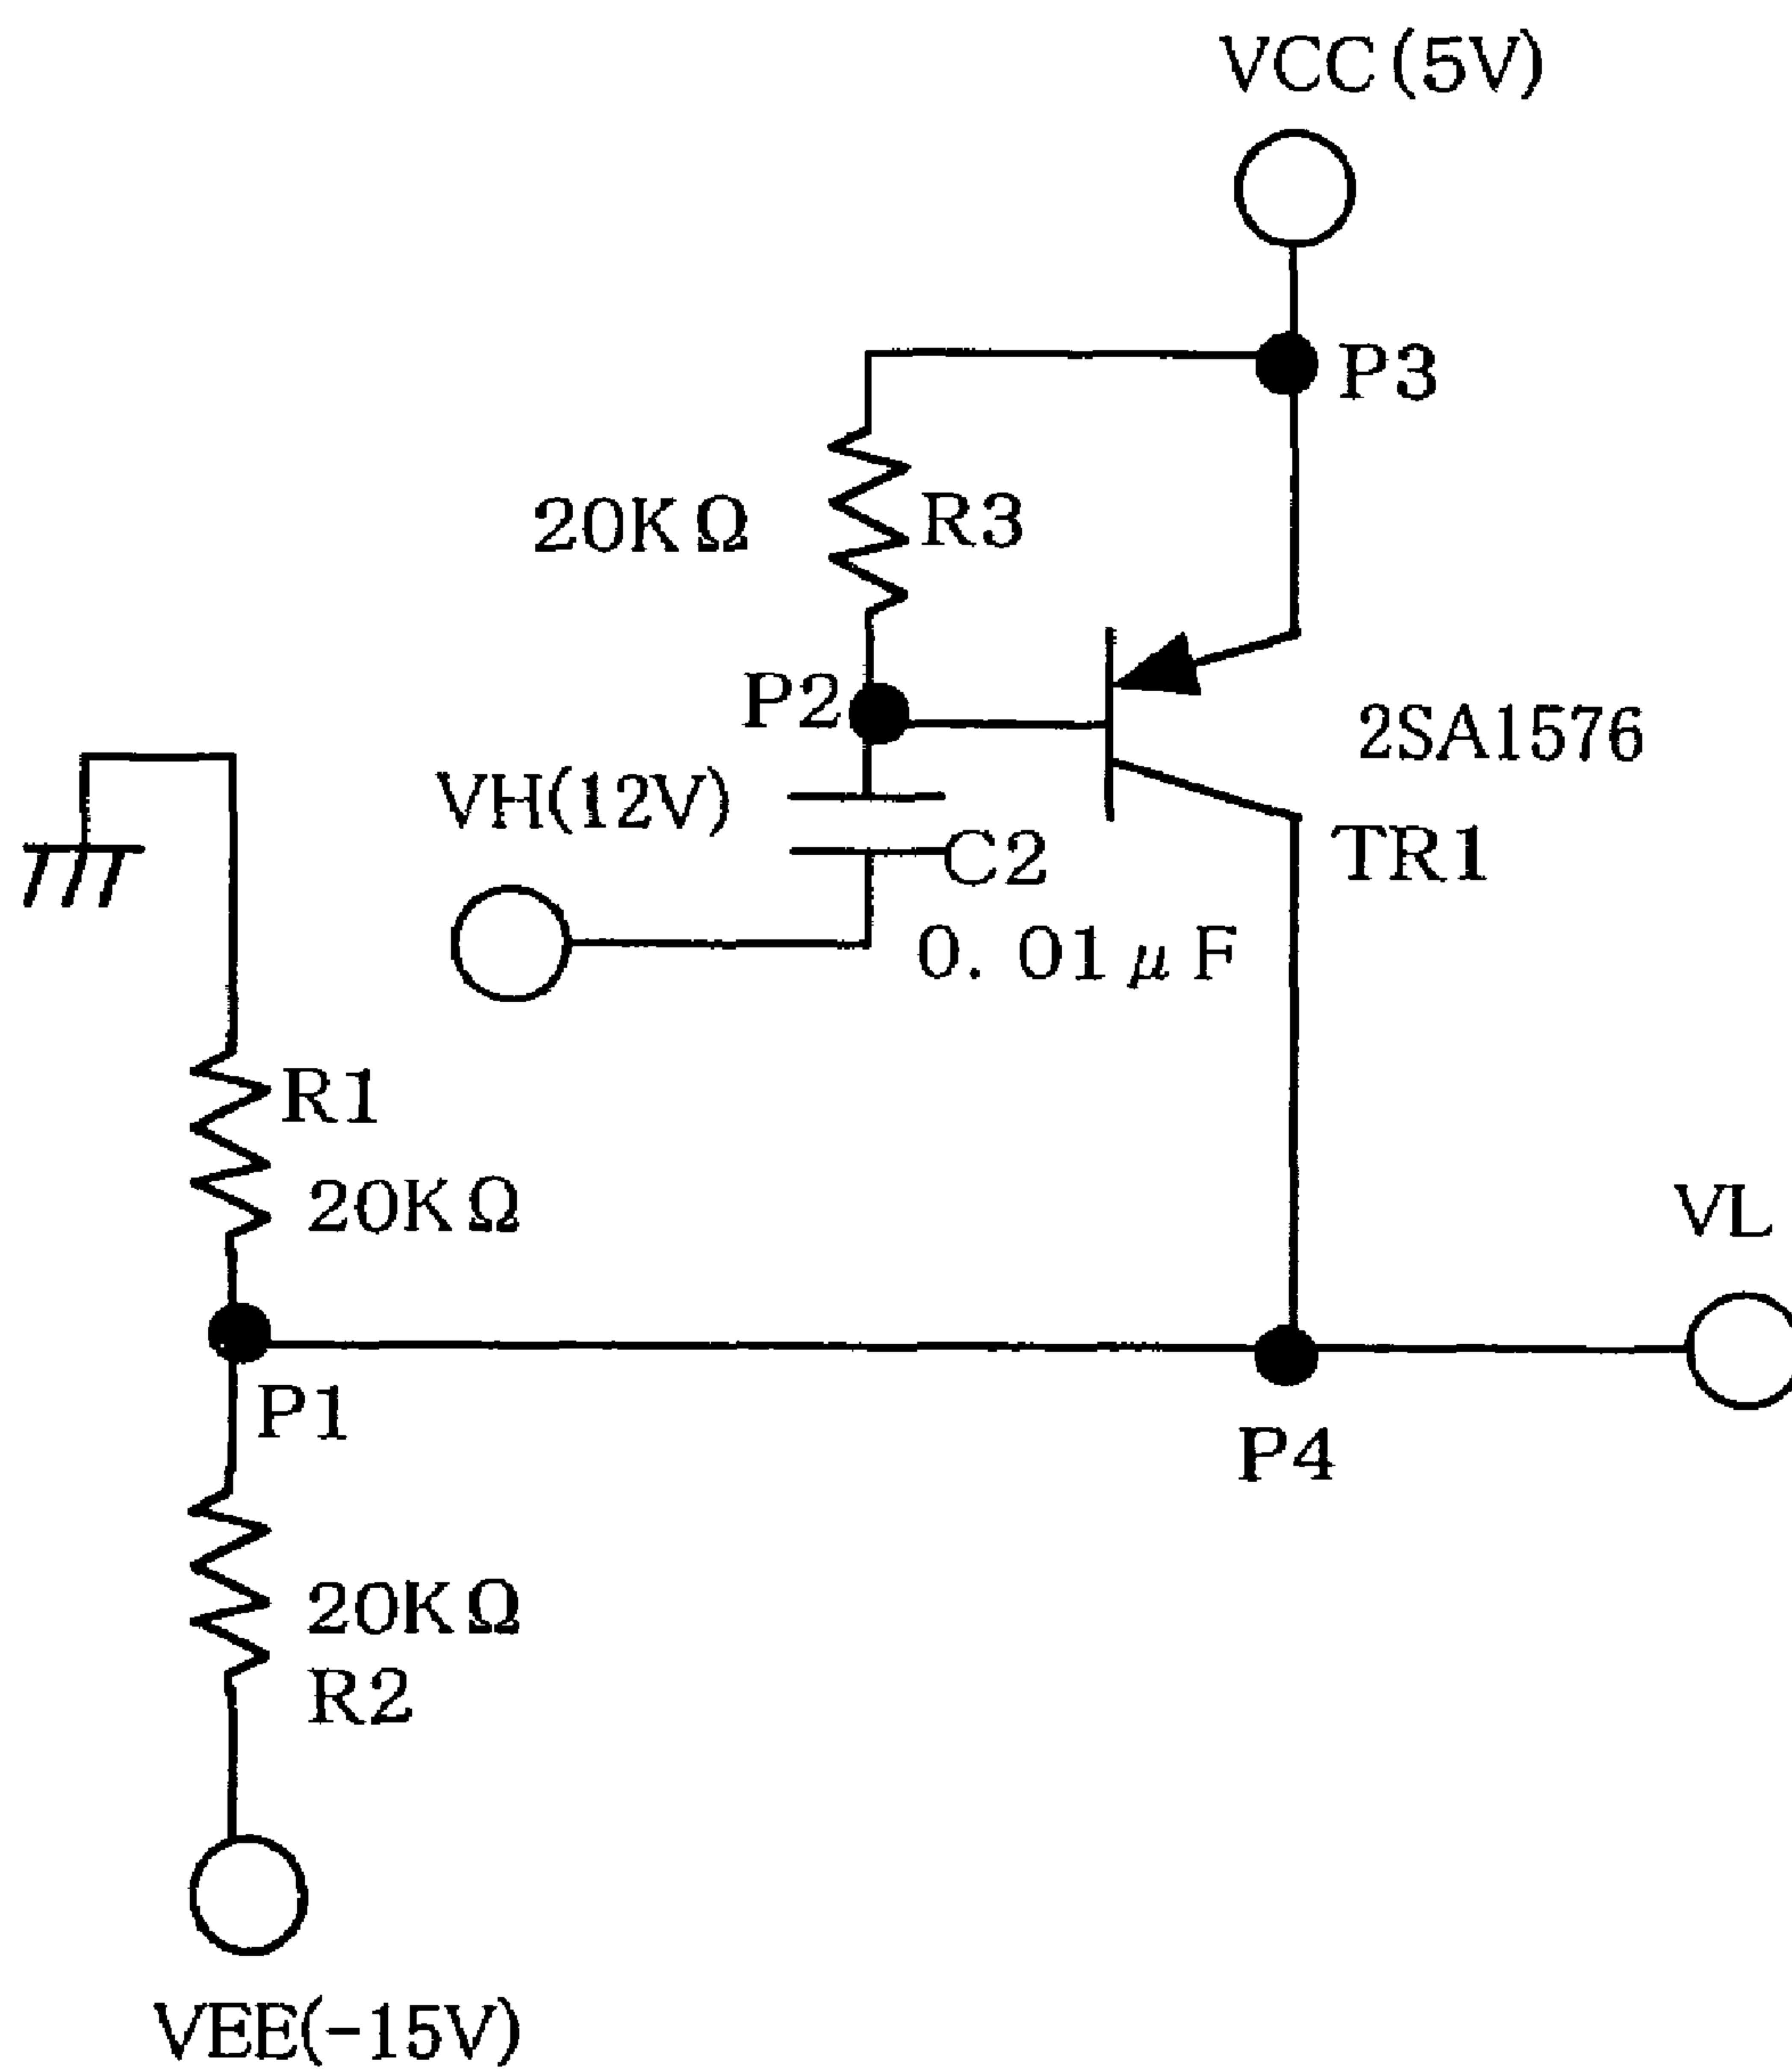 VCC(5V)
P3
20KΩ
R3
P2
2SA1576
VH(12V)
C2
TR1
0.01μF
R1
20KΩ
VL
P1
P4
20KΩ
R2
VEE(-15V)